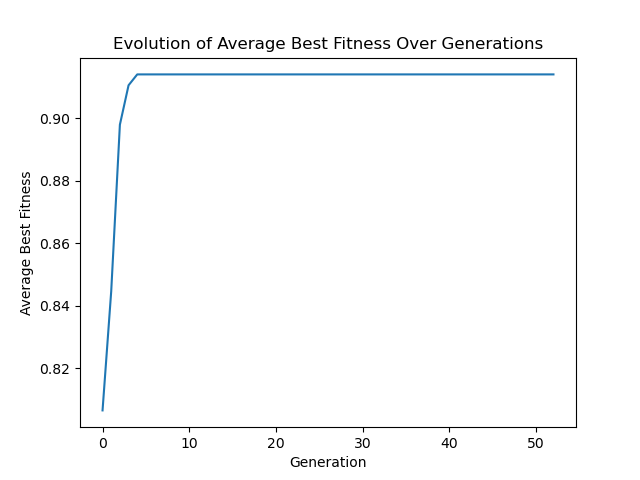 Evolution of Average Best Fitness Over Generations
0.90
0.88
0.86
0.84
0.82
Average Best Fitness
0 10 20 30 40 50
Generation